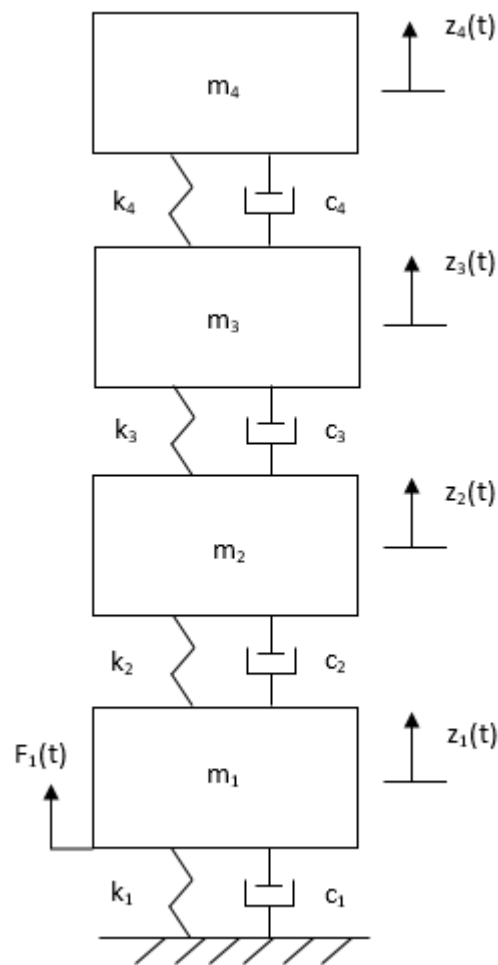 z₄(t)
m₄
k₄ c₄
z₃(t)
m₃
k₃ c₃
z₂(t)
m₂
k₂ c₂
z₁(t)
F₁(t)
m₁
k₁ c₁